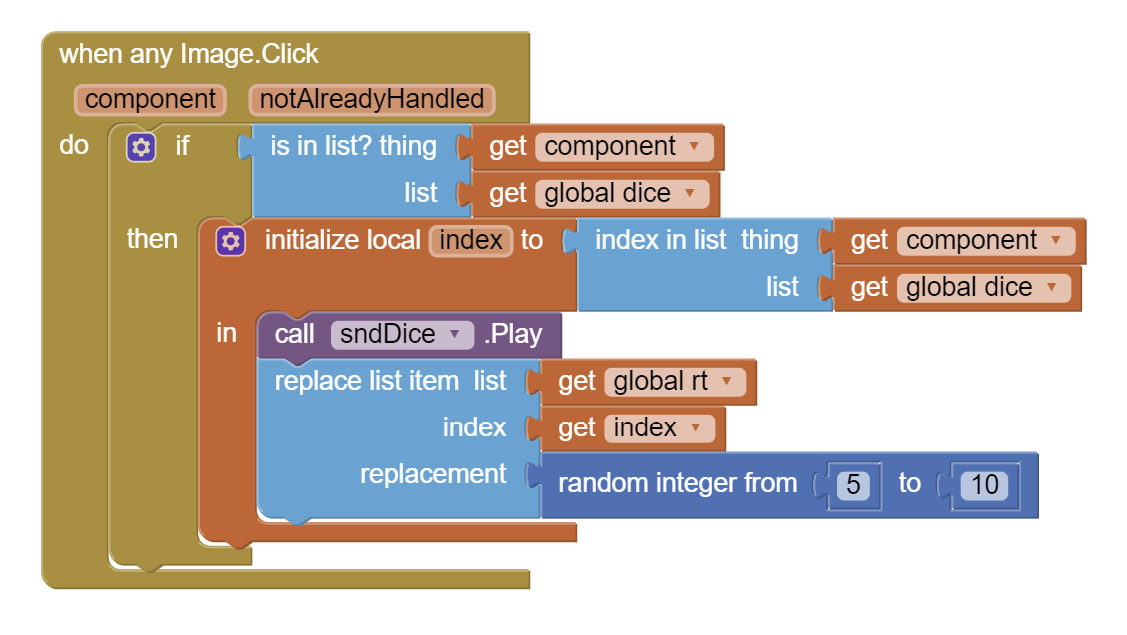 when any Image.Click
component notAlreadyHandled
do if is in list? thing get component
list get global dice
then initialize local index to index in list thing get component
list get global dice
in call sndDice .Play
replace list item list get global rt
index get index
replacement random integer from 5 to 10